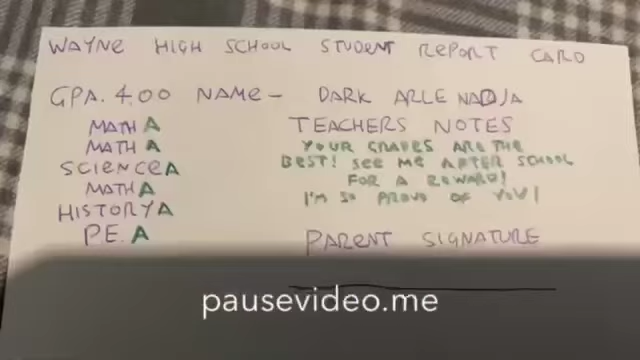 WAYNE HIGH SCHOOL STUDENT REPORT CARD
GPA. 4.00 NAME - DARK ARLE NADJA
MATH A
MATH A
SCIENCE A
MATH A
HISTORY A
P.E. A
TEACHERS NOTES
YOUR GRADES ARE THE
BEST! SEE ME AFTER SCHOOL
FOR A REWARD!
I'M SO PROUD OF YOU!
PARENT SIGNATURE
pausevideo.me